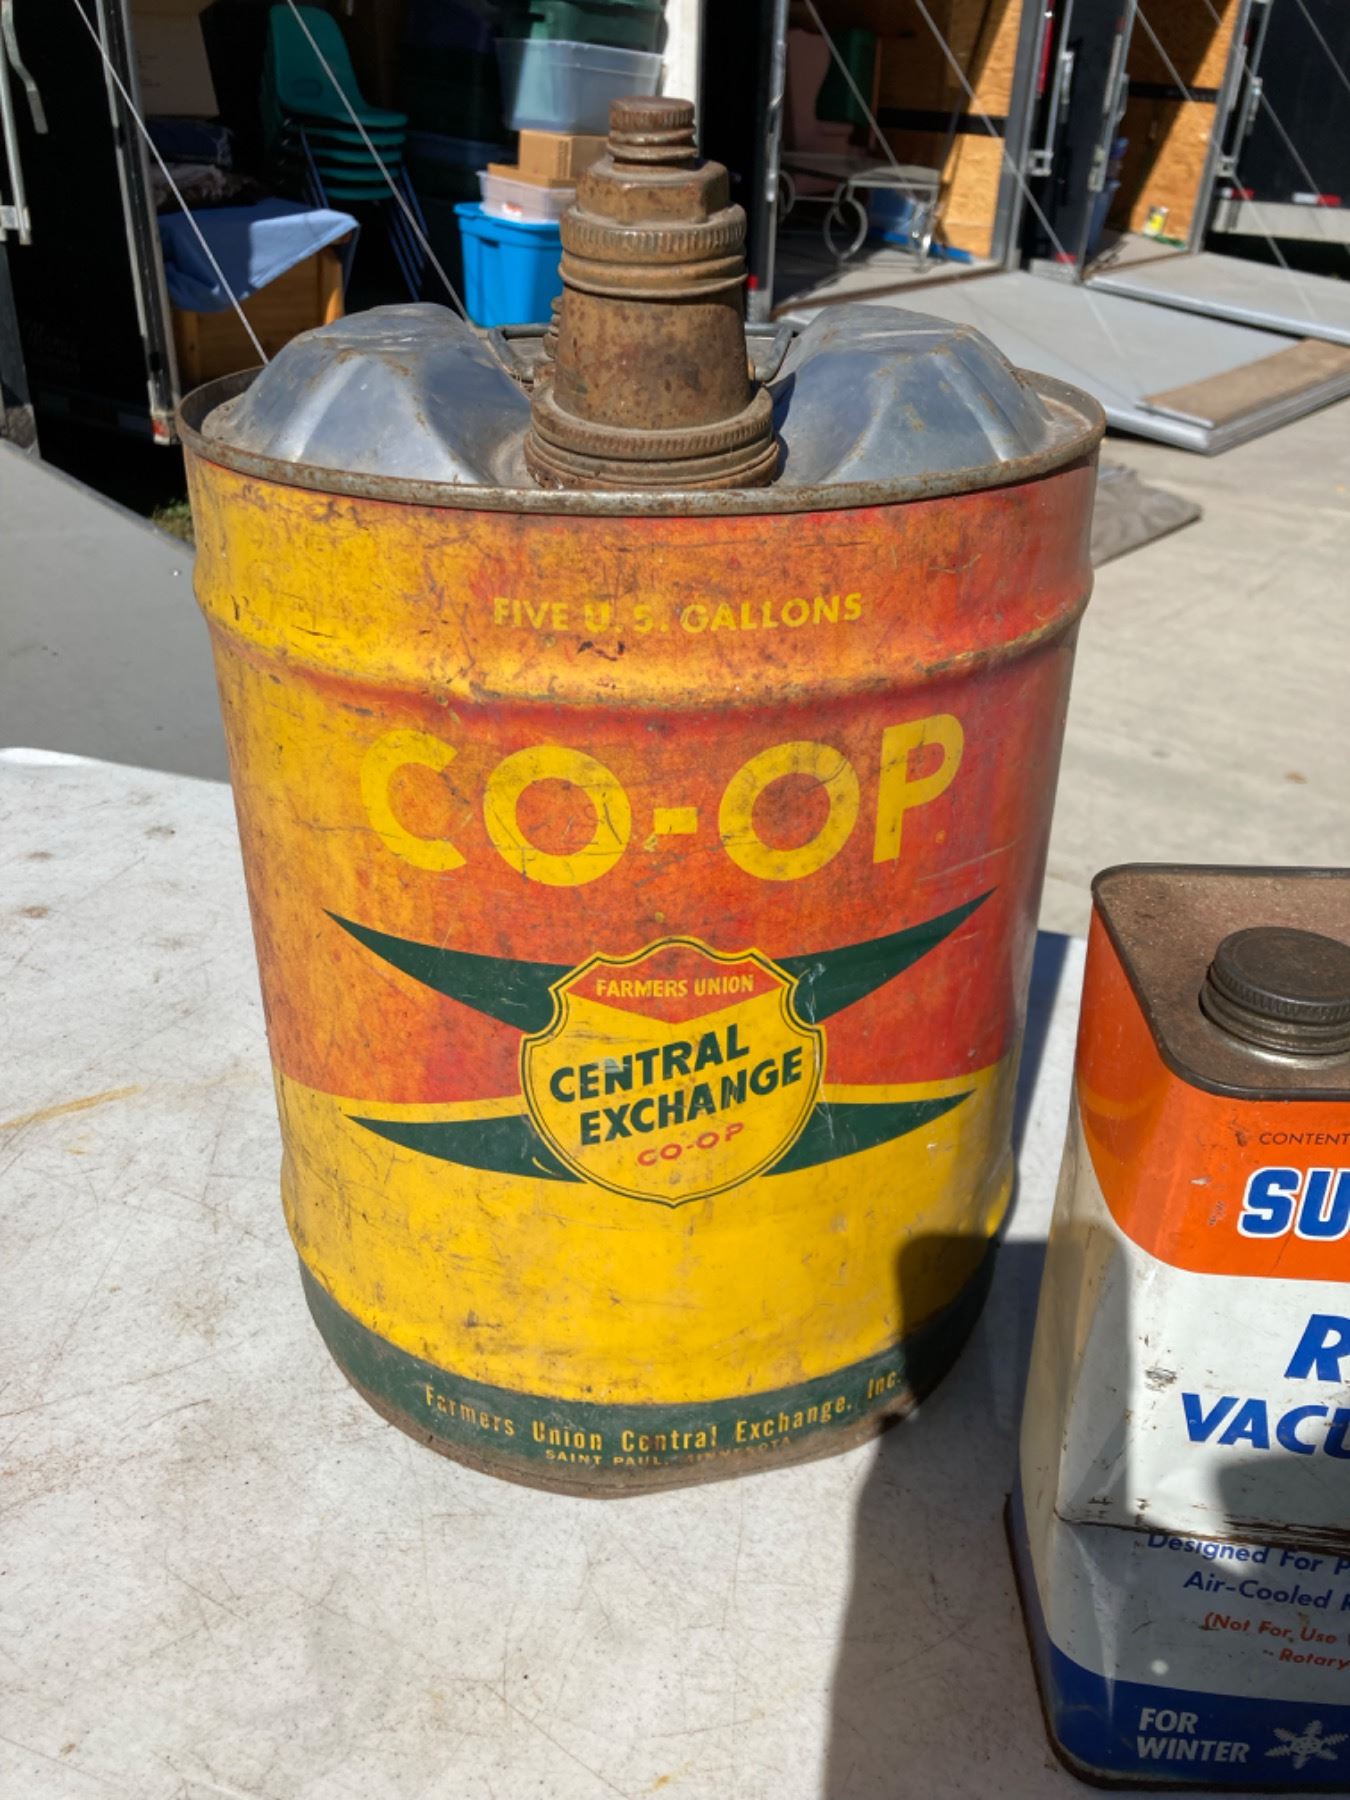 FIVE U.S. GALLONS
CO-OP
FARMERS UNION
CENTRAL
EXCHANGE
CO-OP
Farmers Union Central Exchange, Inc.
SAINT PAUL, MINNESOTA
CONTENT
SU
R
VACU
Designed For P
Air-Cooled
(Not For Use
Rotary
FOR
WINTER